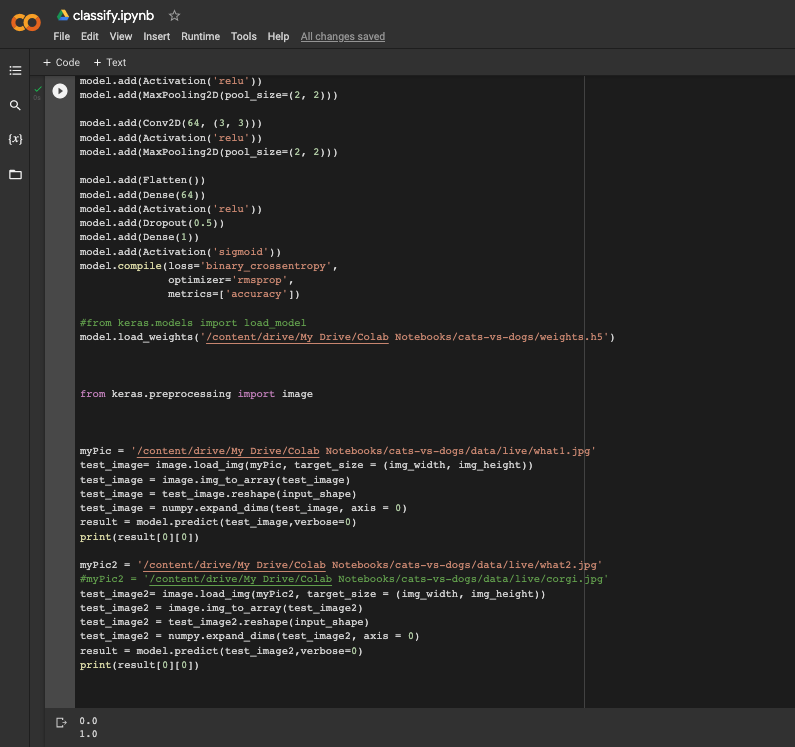 classify.ipynb
File Edit View Insert Runtime Tools Help All changes saved
+ Code + Text
model.add(Activation('relu'))
model.add(MaxPooling2D(pool_size=(2, 2)))
model.add(Conv2D(64, (3, 3)))
model.add(Activation('relu'))
model.add(MaxPooling2D(pool_size=(2, 2)))
model.add(Flatten())
model.add(Dense(64))
model.add(Activation('relu'))
model.add(Dropout(0.5))
model.add(Dense(1))
model.add(Activation('sigmoid'))
model.compile(loss='binary_crossentropy',
optimizer='rmsprop',
metrics=['accuracy'])
#from keras.models import load_model
model.load_weights('/content/drive/My Drive/Colab Notebooks/cats-vs-dogs/weights.h5')
from keras.preprocessing import image
myPic = '/content/drive/My Drive/Colab Notebooks/cats-vs-dogs/data/live/what1.jpg'
test_image= image.load_img(myPic, target_size = (img_width, img_height))
test_image = image.img_to_array(test_image)
test_image = test_image.reshape(input_shape)
test_image = numpy.expand_dims(test_image, axis = 0)
result = model.predict(test_image,verbose=0)
print(result[0][0])
myPic2 = '/content/drive/My Drive/Colab Notebooks/cats-vs-dogs/data/live/what2.jpg'
#myPic2 = '/content/drive/My Drive/Colab Notebooks/cats-vs-dogs/data/live/corgi.jpg'
test_image2= image.load_img(myPic2, target_size = (img_width, img_height))
test_image2 = image.img_to_array(test_image2)
test_image2 = test_image2.reshape(input_shape)
test_image2 = numpy.expand_dims(test_image2, axis = 0)
result = model.predict(test_image2,verbose=0)
print(result[0][0])
0.0
1.0